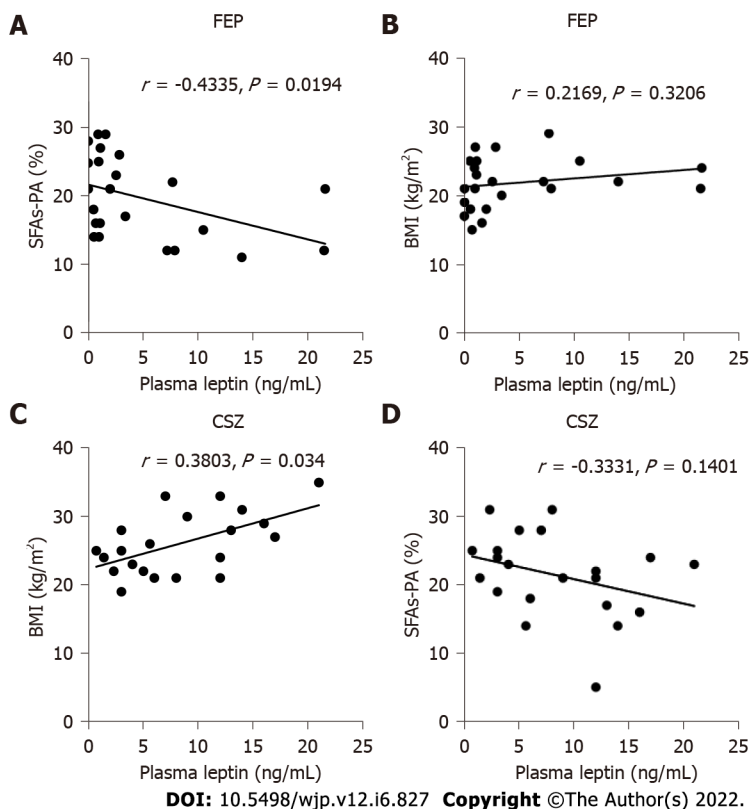 A
FEP
r = -0.4335, P = 0.0194
SFAs-PA (%)
40
30
20
10
0
0 5 10 15 20 25
Plasma leptin (ng/mL)
B
FEP
r = 0.2169, P = 0.3206
BMI (kg/m²)
40
30
20
10
0
0 5 10 15 20 25
Plasma leptin (ng/mL)
C
CSZ
r = 0.3803, P = 0.034
BMI (kg/m²)
40
30
20
10
0
0 5 10 15 20 25
Plasma leptin (ng/mL)
D
CSZ
r = -0.3331, P = 0.1401
SFAs-PA (%)
40
30
20
10
0
0 5 10 15 20 25
Plasma leptin (ng/mL)
DOI: 10.5498/wjp.v12.i6.827 Copyright ©The Author(s) 2022.